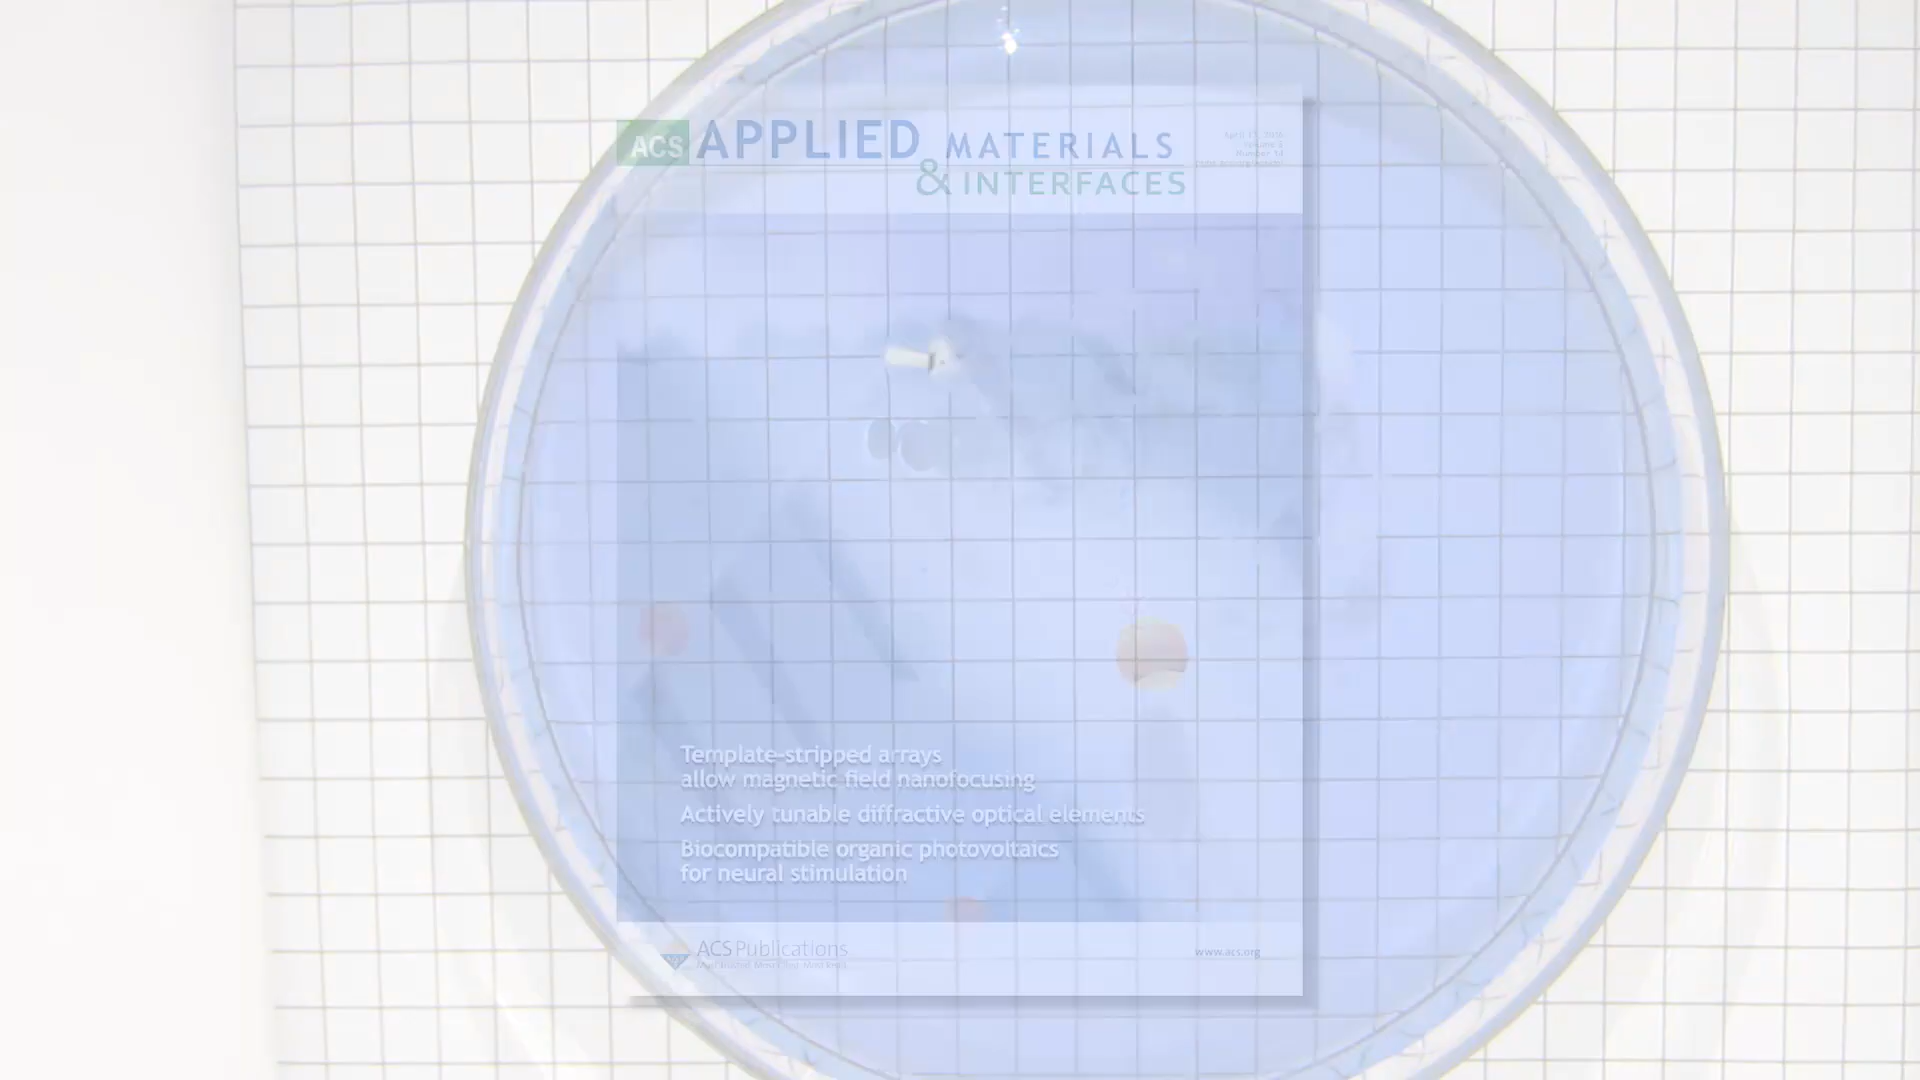 ACS APPLIED MATERIALS
& INTERFACES
Template-stripped arrays
allow magnetic field nanofocusing
Actively tunable diffractive optical elements
Biocompatible organic photovoltaics
for neural stimulation
ACS Publications
www.acs.org